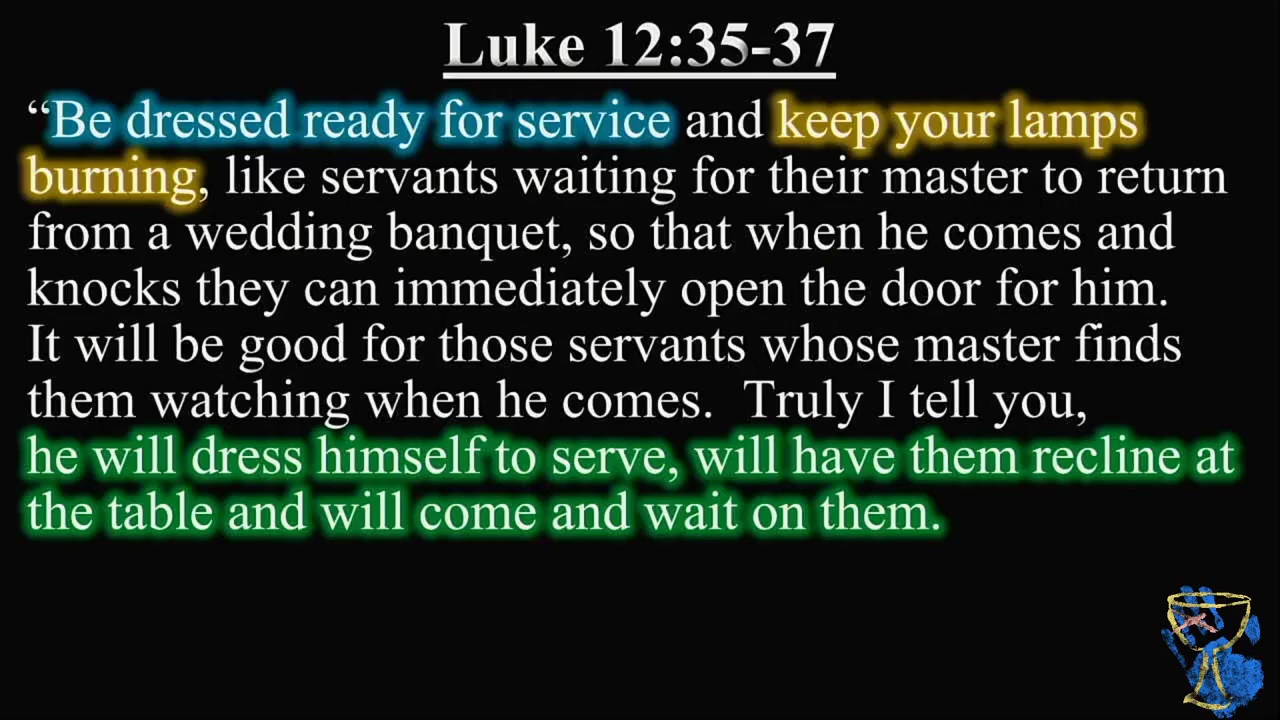 Luke 12:35-37
“Be dressed ready for service and keep your lamps
burning, like servants waiting for their master to return
from a wedding banquet, so that when he comes and
knocks they can immediately open the door for him.
It will be good for those servants whose master finds
them watching when he comes.  Truly I tell you,
he will dress himself to serve, will have them recline at
the table and will come and wait on them.